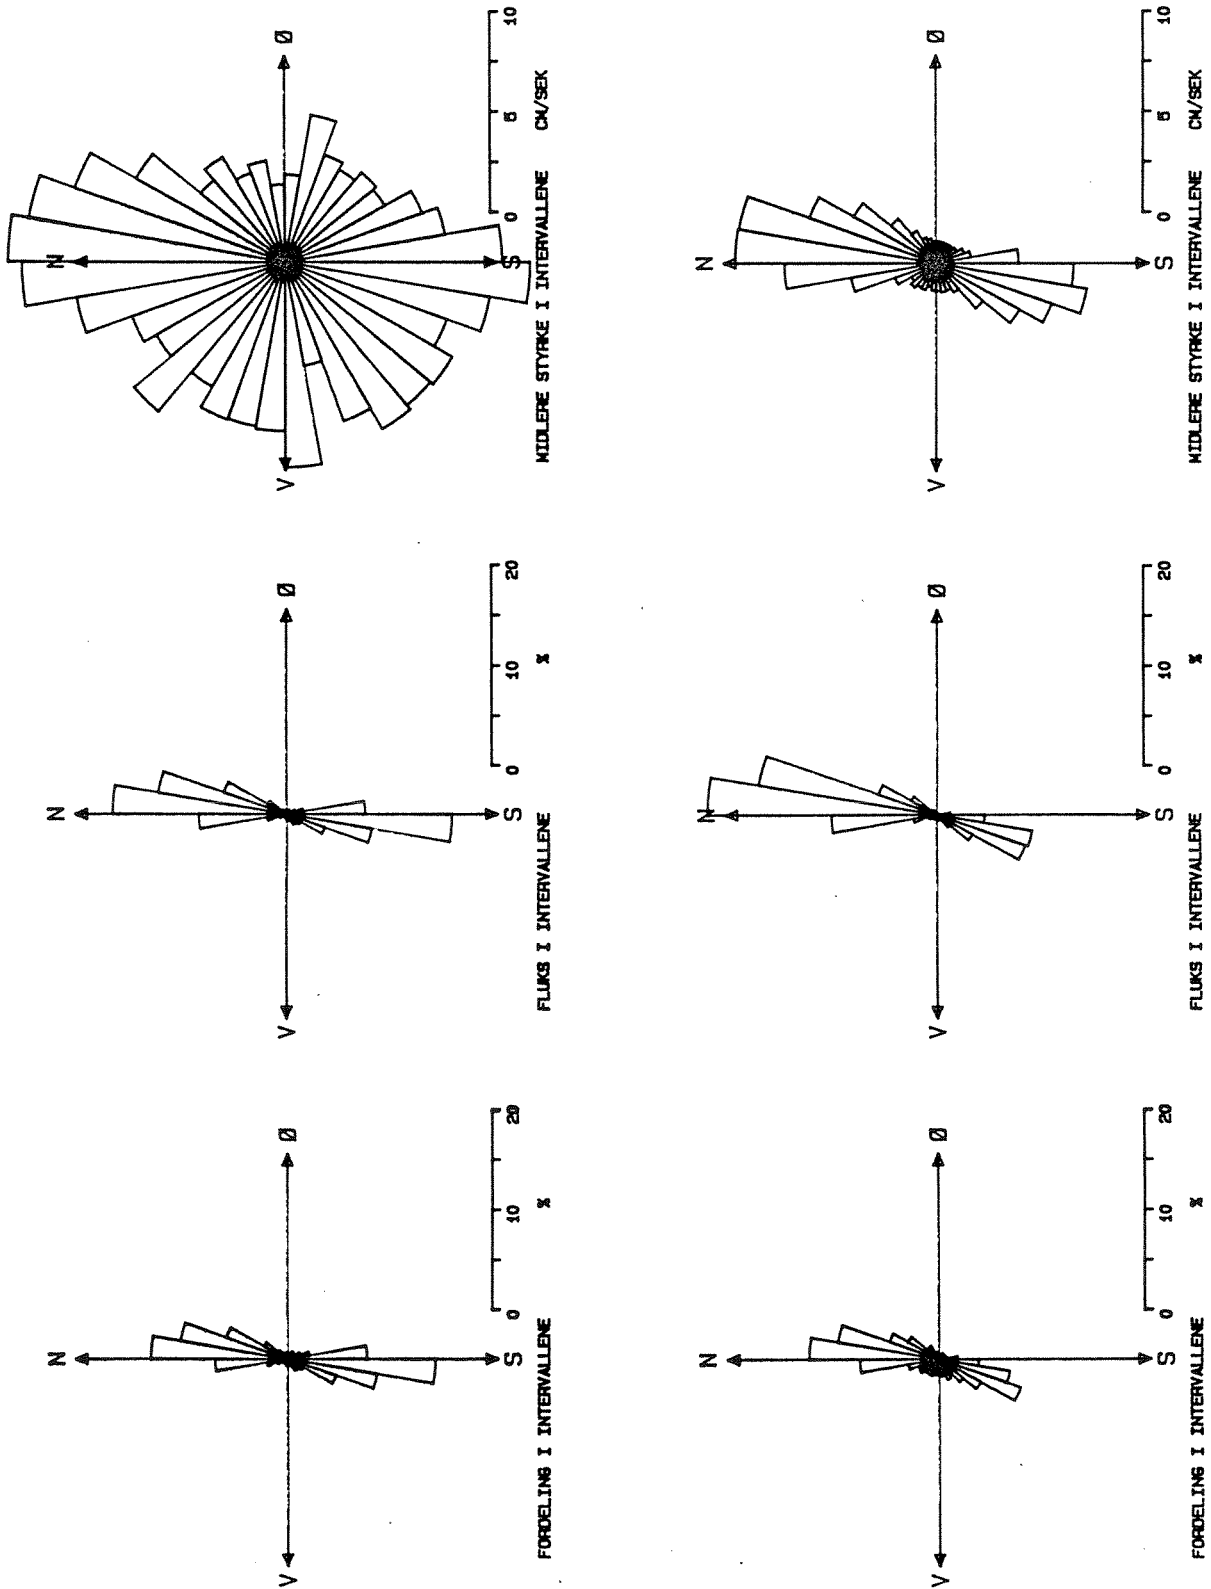 N
V Ø
S
0 10 20
FORDELING I INTERVALLENE %
N
V Ø
S
0 10 20
FLUKS I INTERVALLENE %
N
V Ø
S
0 5 10
MIDLERE STYRKE I INTERVALLENE CM/SEK
N
V Ø
S
0 10 20
FORDELING I INTERVALLENE %
N
V Ø
S
0 10 20
FLUKS I INTERVALLENE %
N
V Ø
S
0 5 10
MIDLERE STYRKE I INTERVALLENE CM/SEK